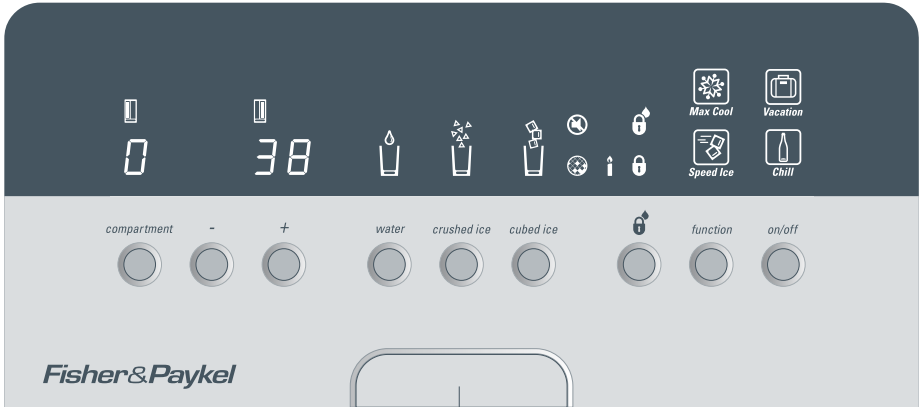 Max Cool Vacation
0 38
Speed Ice Chill
compartment - + water crushed ice cubed ice function on/off
Fisher&Paykel